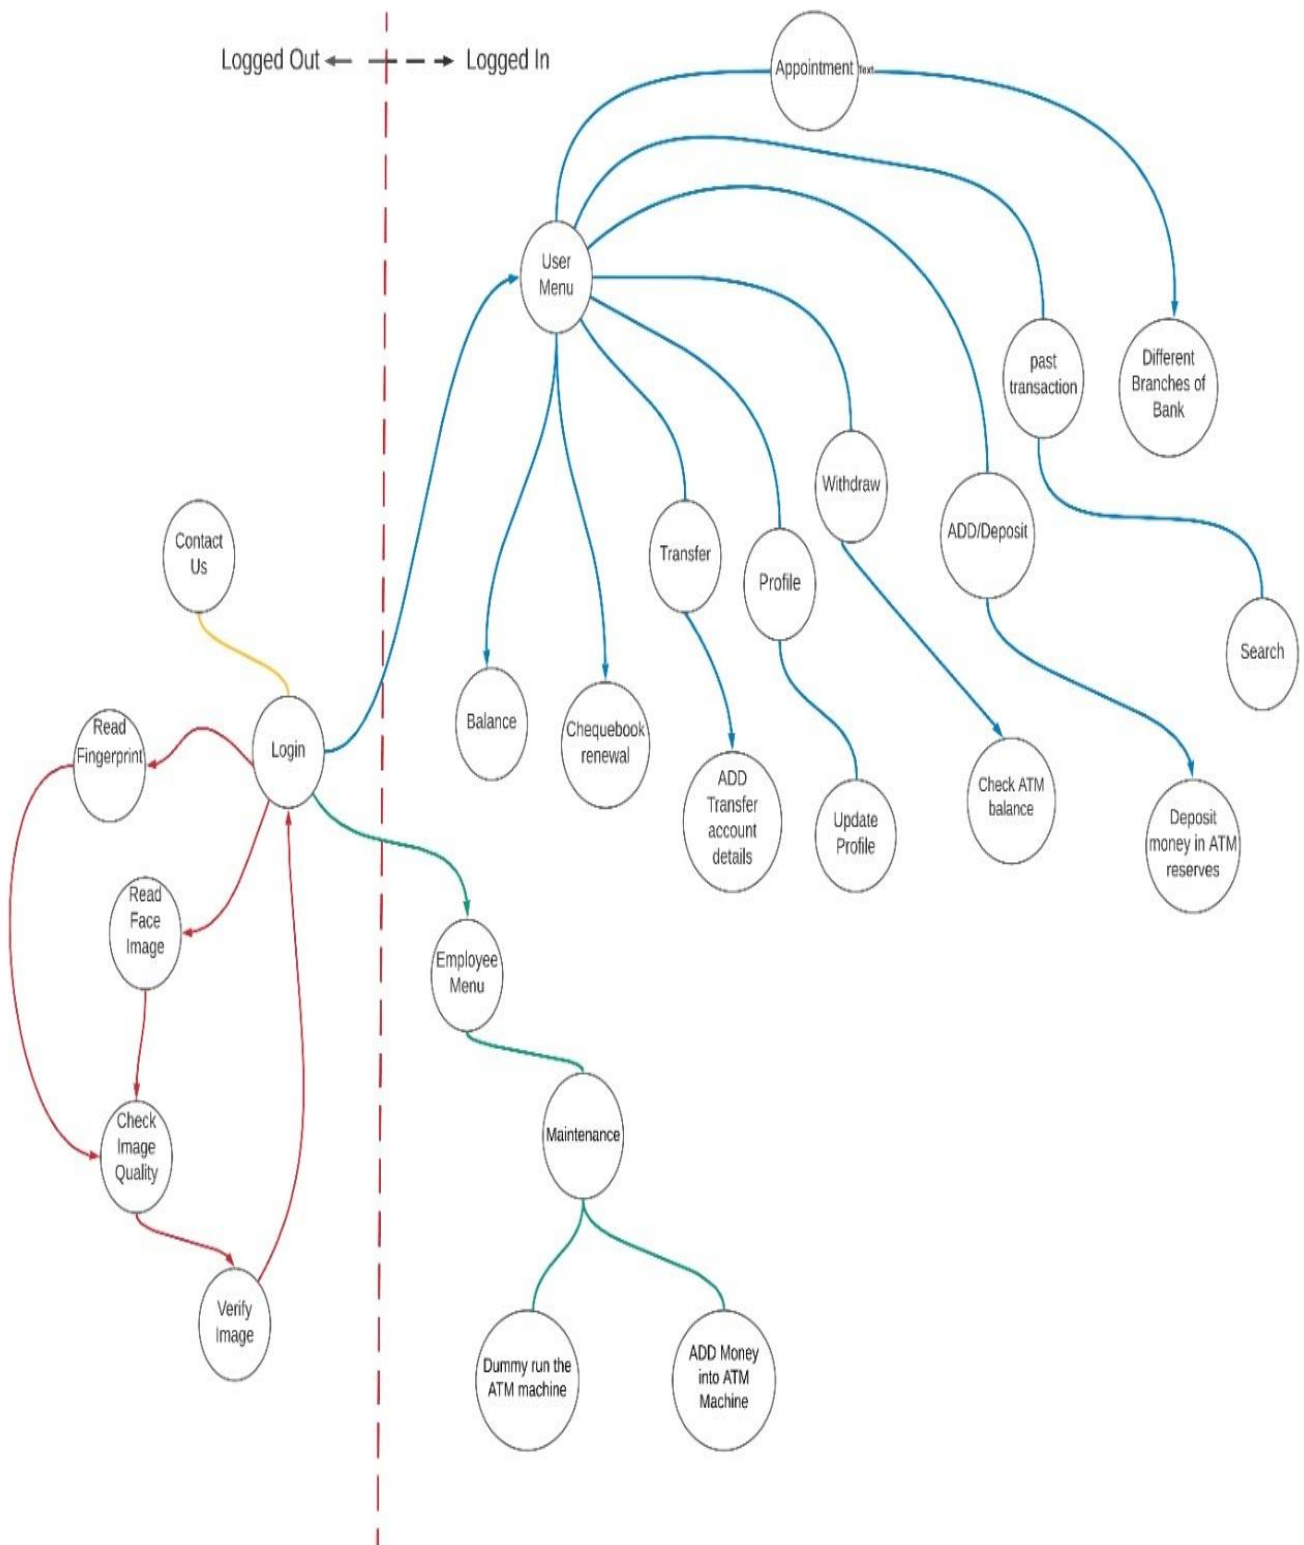 Logged Out
Logged In
Appointment
Text
User
Menu
past
transaction
Different
Branches of
Bank
Withdraw
ADD/Deposit
Transfer
Profile
Contact
Us
Search
Balance
Chequebook
renewal
Read
Fingerprint
Login
ADD
Transfer
account
details
Update
Profile
Check ATM
balance
Deposit
money in ATM
reserves
Read
Face
Image
Employee
Menu
Check
Image
Quality
Maintenance
Verify
Image
Dummy run the
ATM machine
ADD Money
into ATM
Machine